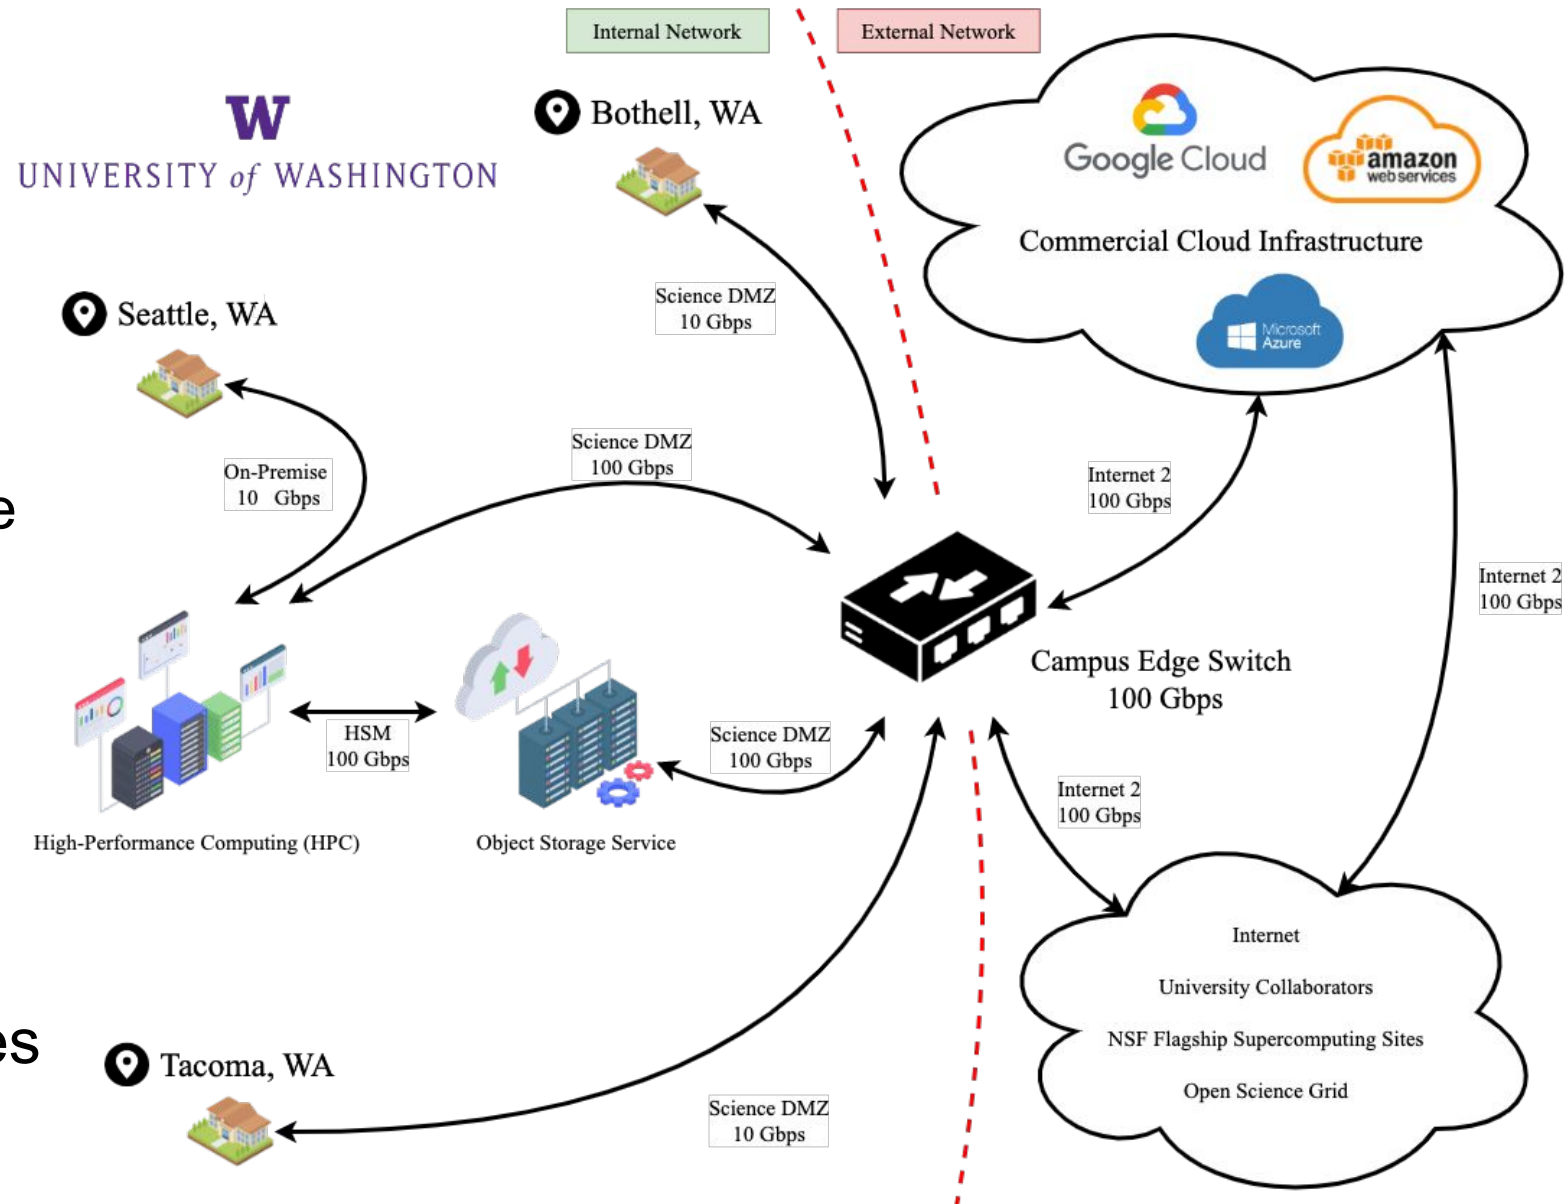 Internal Network
External Network
W
UNIVERSITY of WASHINGTON
Bothell, WA
Google Cloud
amazon
webservices
Commercial Cloud Infrastructure
Microsoft
Azure
Science DMZ
10 Gbps
Seattle, WA
On-Premise
10 Gbps
Science DMZ
100 Gbps
Internet 2
100 Gbps
Internet 2
100 Gbps
e
Campus Edge Switch
100 Gbps
HSM
100 Gbps
Science DMZ
100 Gbps
Internet 2
100 Gbps
High-Performance Computing (HPC)
Object Storage Service
Internet
University Collaborators
NSF Flagship Supercomputing Sites
Open Science Grid
es
Tacoma, WA
Science DMZ
10 Gbps